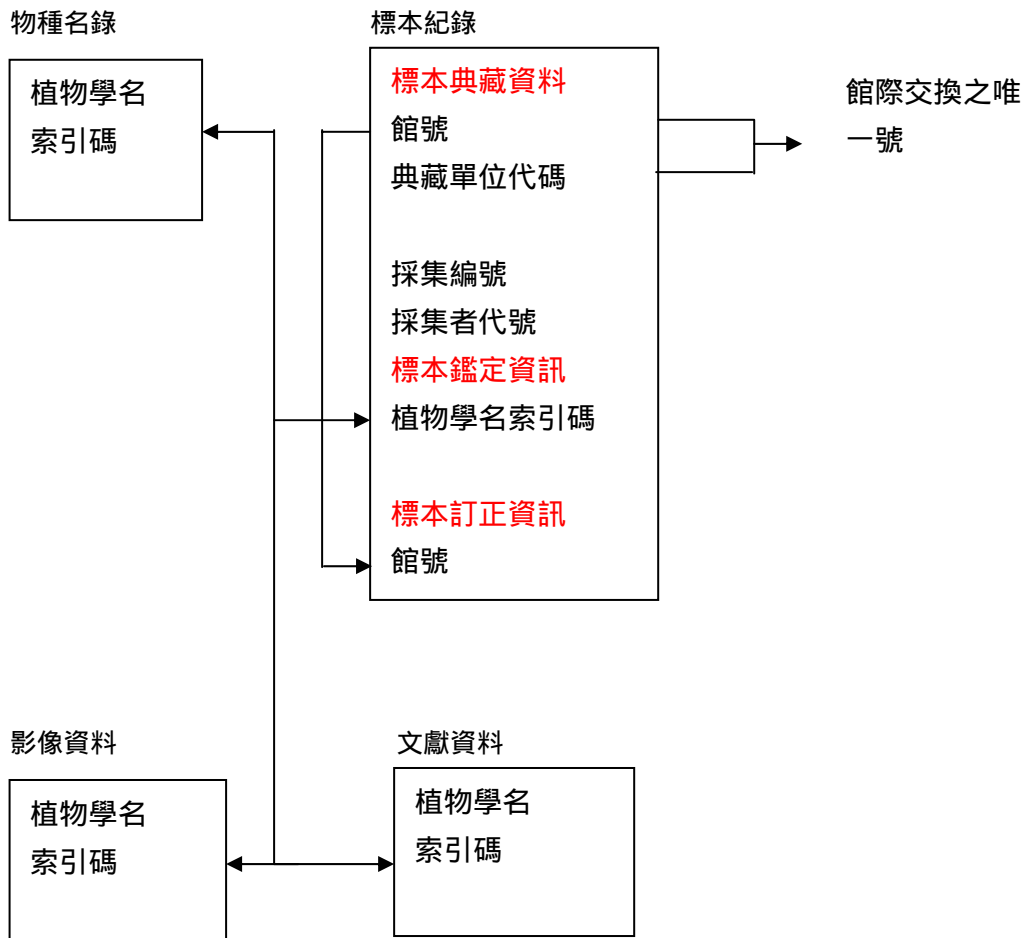 物種名錄
植物學名
索引碼
標本紀錄
標本典藏資料
館號
典藏單位代碼
採集編號
採集者代號
標本鑑定資訊
植物學名索引碼
標本訂正資訊
館號
館際交換之唯
一號
影像資料
植物學名
索引碼
文獻資料
植物學名
索引碼